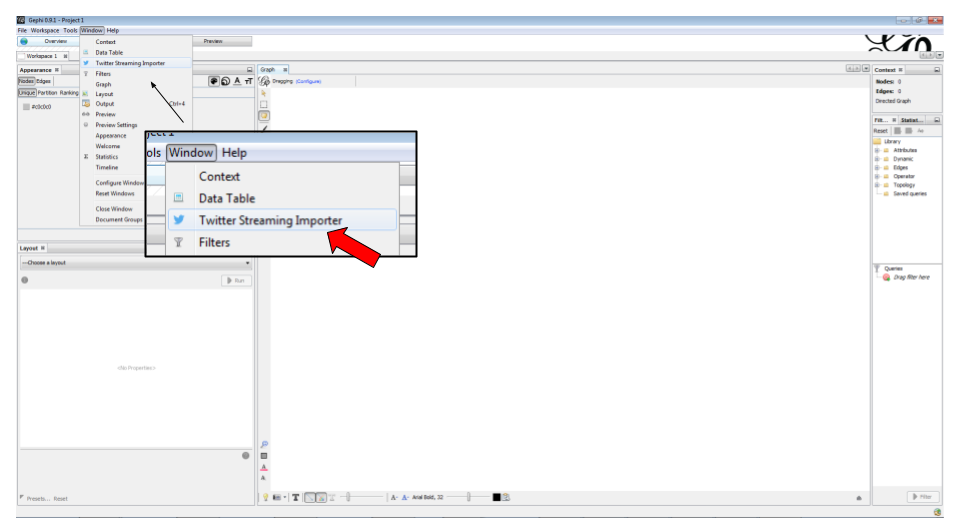 Gephi 0.9.1 - Project 1
File Workspace Tools Window Help
Overview
Preview
Workspace 1
Context
Data Table
Twitter Streaming Importer
Filters
Graph
Layout
Output Ctrl+4
Preview
Preview Settings
Appearance
Welcome
Statistics
Timeline
Configure Window
Reset Windows
Close Window
Document Groups
Appearance
Nodes Edges
Unique Partition Ranking
#c0c0c0
ols Window Help
Context
Data Table
Twitter Streaming Importer
Filters
Layout
---Choose a layout
Run
<No Properties>
Presets... Reset
Graph
Dragging (Configure)
Arial Bold, 32
Context
Nodes: 0
Edges: 0
Directed Graph
Filt... Statist...
Reset
Library
Attributes
Dynamic
Edges
Operator
Topology
Saved queries
Queries
Drag filter here
Filter